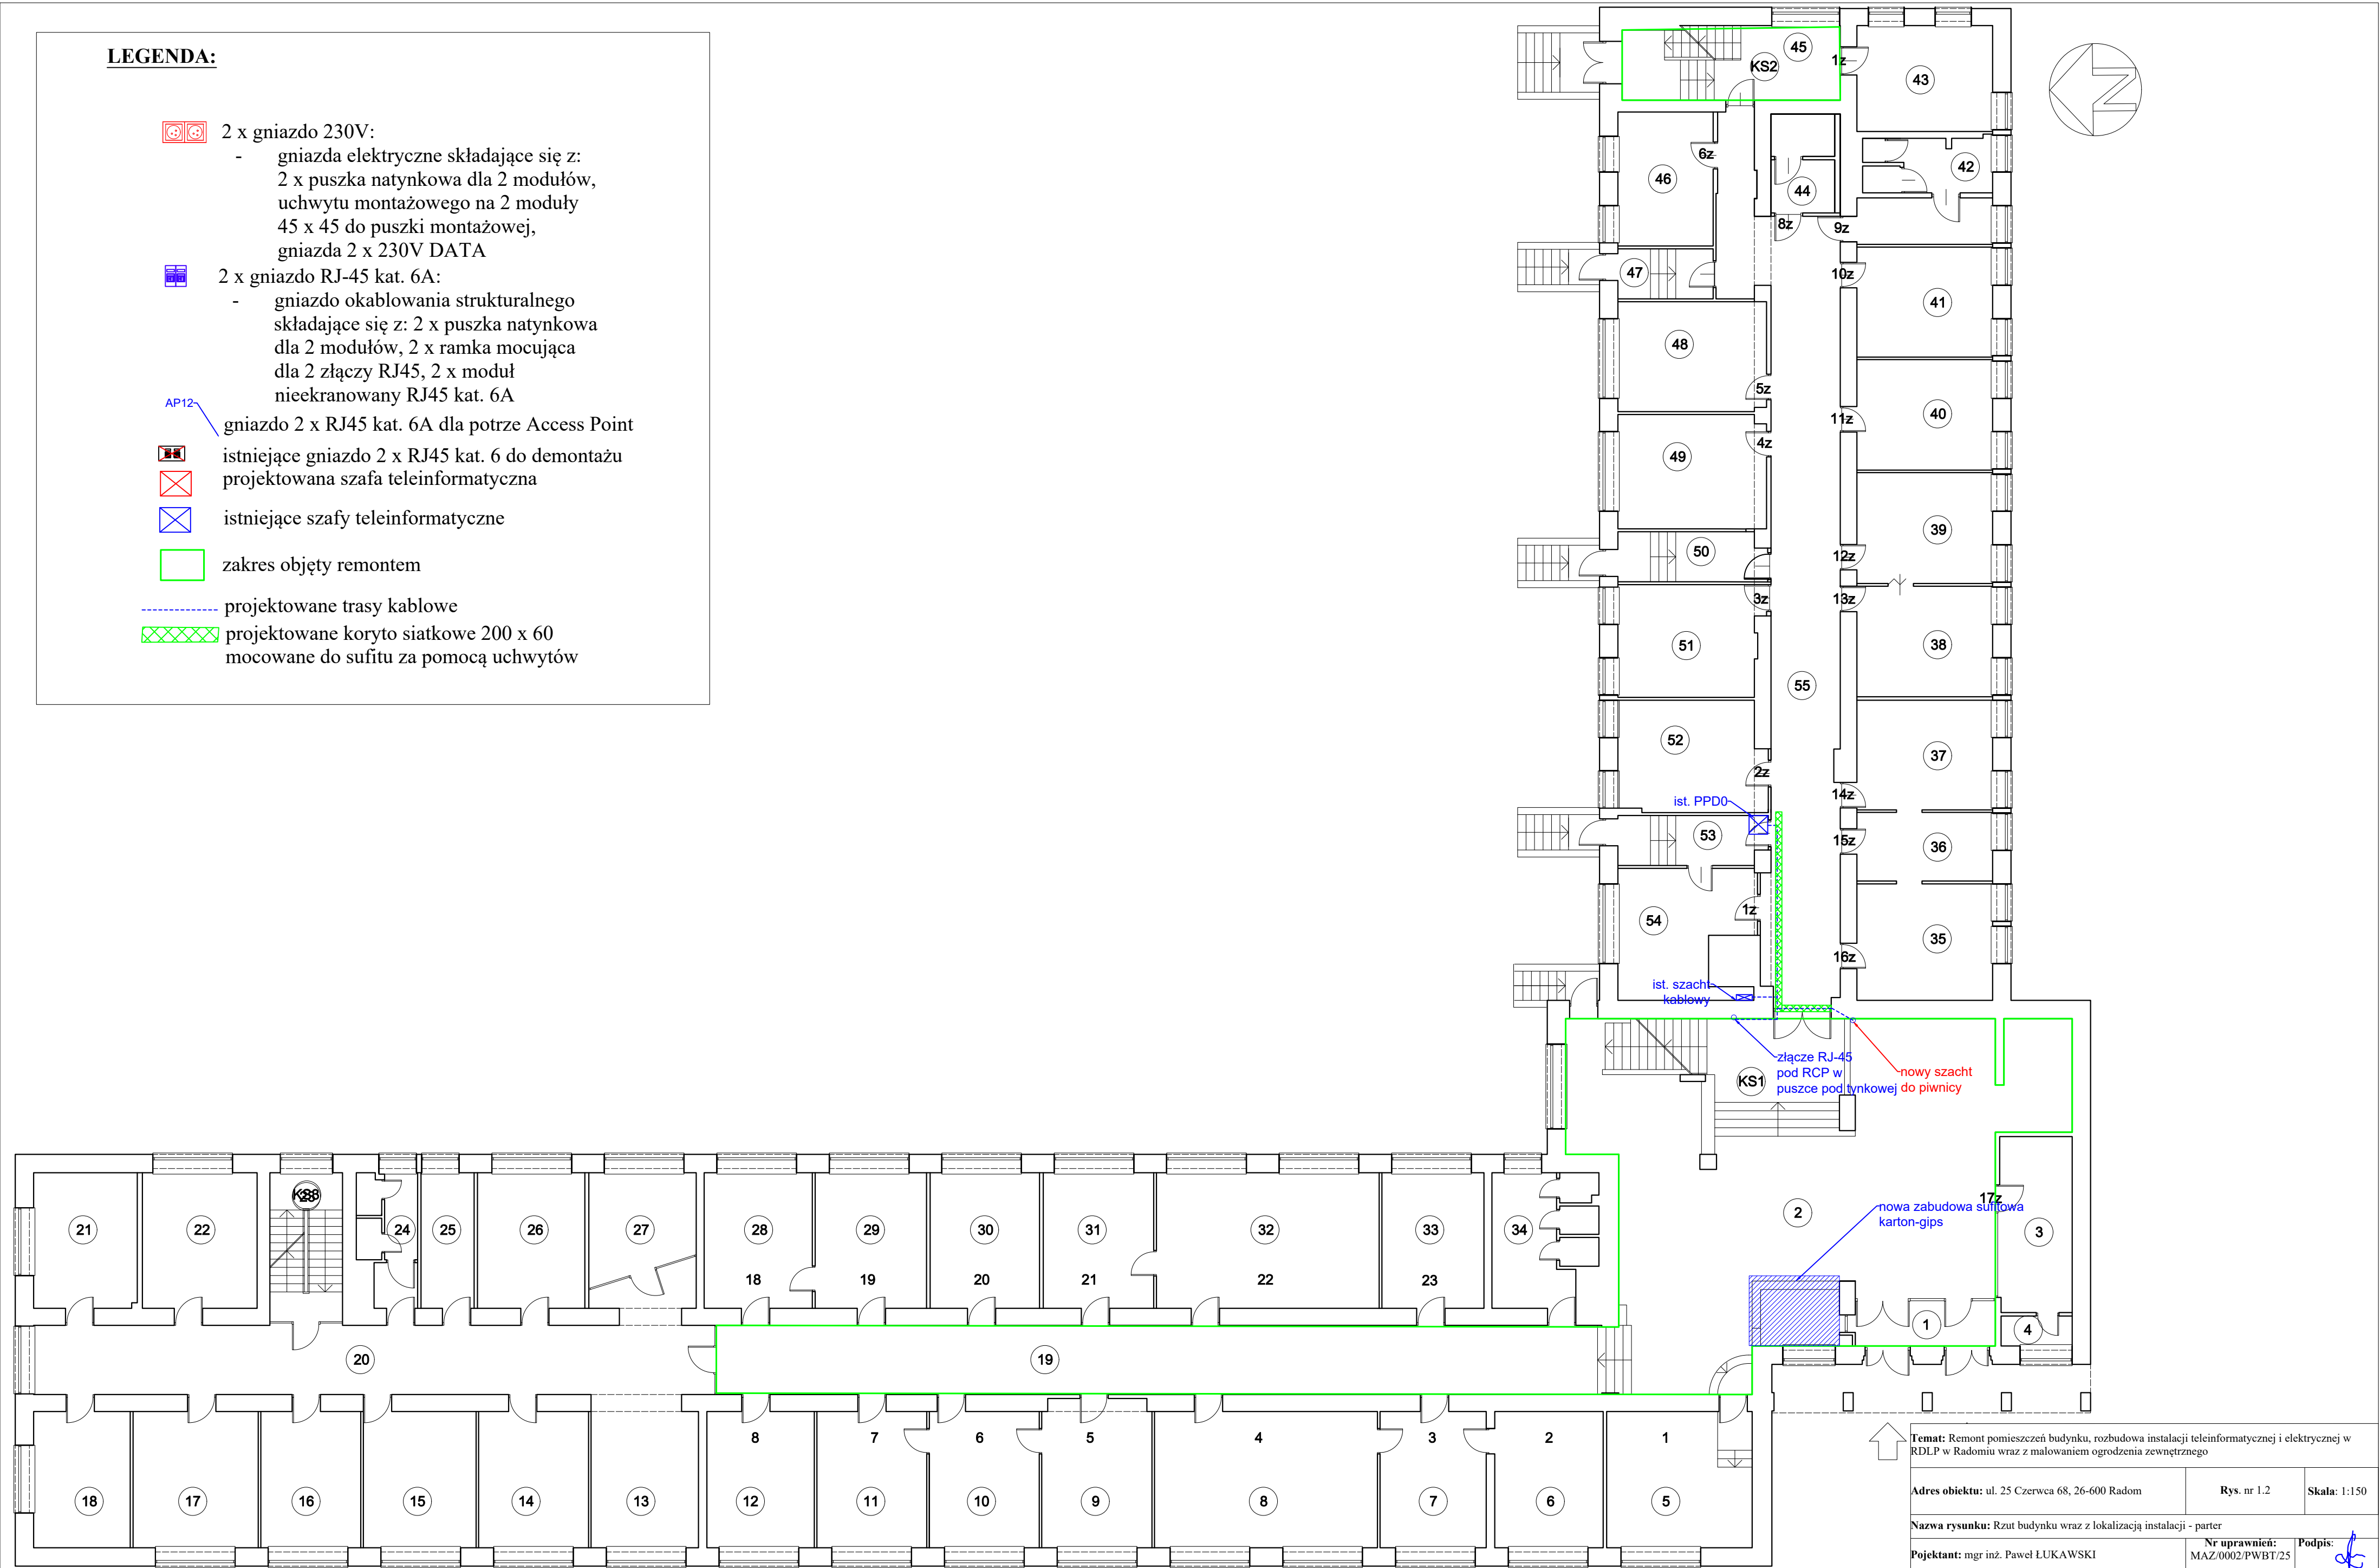 LEGENDA:
2 x gniazdo 230V:
- gniazda elektryczne składające się z:
2 x puszka natynkowa dla 2 modułów,
uchwytu montażowego na 2 moduły
45 x 45 do puszki montażowej,
gniazda 2 x 230V DATA
2 x gniazdo RJ-45 kat. 6A:
- gniazdo okablowania strukturalnego
składające się z: 2 x puszka natynkowa
dla 2 modułów, 2 x ramka mocująca
dla 2 złączy RJ45, 2 x moduł
nieekranowany RJ45 kat. 6A
AP12
gniazdo 2 x RJ45 kat. 6A dla potrze Access Point
istniejące gniazdo 2 x RJ45 kat. 6 do demontażu
projektowana szafa teleinformatyczna
istniejące szafy teleinformatyczne
zakres objęty remontem
projektowane trasy kablowe
projektowane koryto siatkowe 200 x 60
mocowane do sufitu za pomocą uchwytów
45
KS2
1z
43
N
6z
46
42
44
8z
9z
47
10z
41
48
5z
11z
40
4z
49
39
50
12z
3z
13z
51
38
55
52
37
2z
14z
ist. PPD0
53
15z
36
54
1z
35
16z
ist. szacht
kablowy
złącze RJ-45
pod RCP w
puszce pod tynkowej
nowy szacht
do piwnicy
KS1
17z
2
nowa zabudowa sufitowa
karton-gips
3
1
4
21
22
KS3
23
24
25
26
27
28
29
30
31
32
33
34
18
19
20
21
22
23
20
19
8
7
6
5
4
3
2
1
18
17
16
15
14
13
12
11
10
9
8
7
6
5
Temat: Remont pomieszczeń budynku, rozbudowa instalacji teleinformatycznej i elektrycznej w
RDLP w Radomiu wraz z malowaniem ogrodzenia zewnętrznego
Adres obiektu: ul. 25 Czerwca 68, 26-600 Radom
Rys. nr 1.2
Skala: 1:150
Nazwa rysunku: Rzut budynku wraz z lokalizacją instalacji - parter
Pojektant: mgr inż. Paweł ŁUKAWSKI
Nr uprawnień:
MAZ/0002/PWBT/25
Podpis: